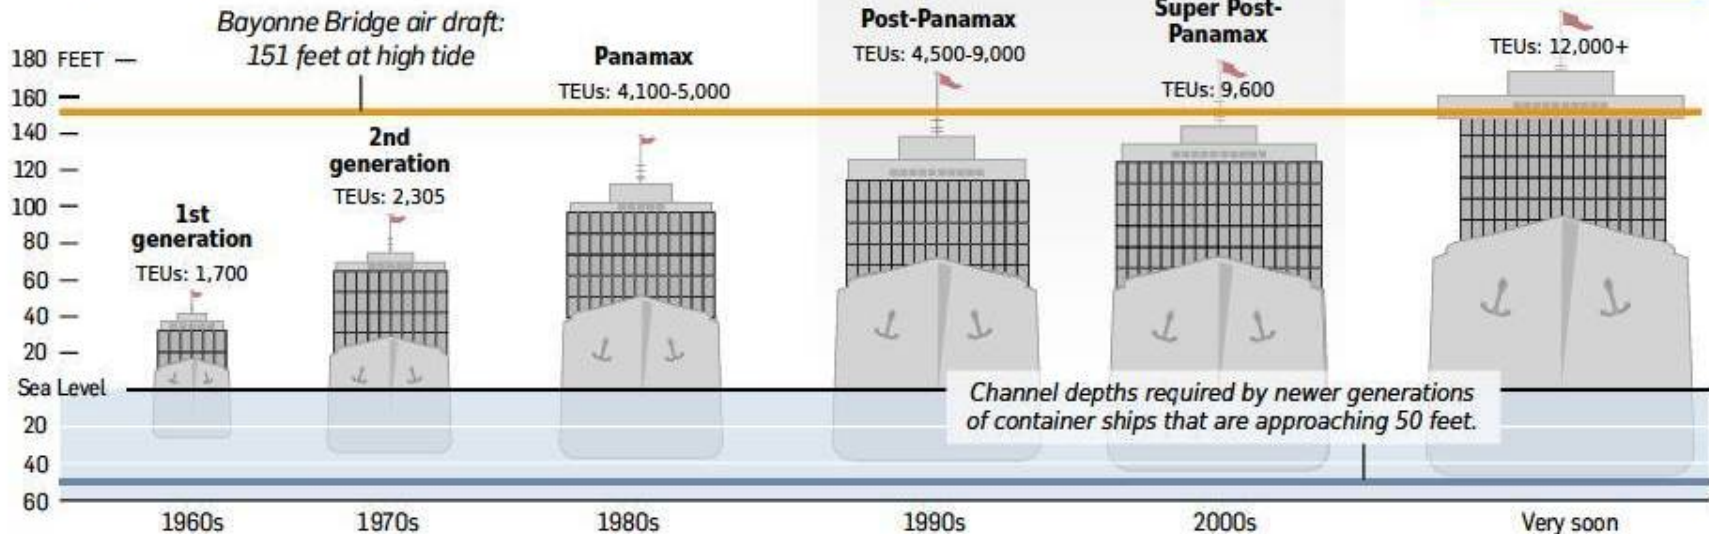 Bayonne Bridge air draft:
151 feet at high tide
180 FEET
160
140
120
100
80
60
40
20
Sea Level
20
40
60
1st
generation
TEUs: 1,700
2nd
generation
TEUs: 2,305
Panamax
TEUs: 4,100-5,000
Post-Panamax
TEUs: 4,500-9,000
Super Post-
Panamax
TEUs: 9,600
TEUs: 12,000+
Channel depths required by newer generations
of container ships that are approaching 50 feet.
1960s
1970s
1980s
1990s
2000s
Very soon